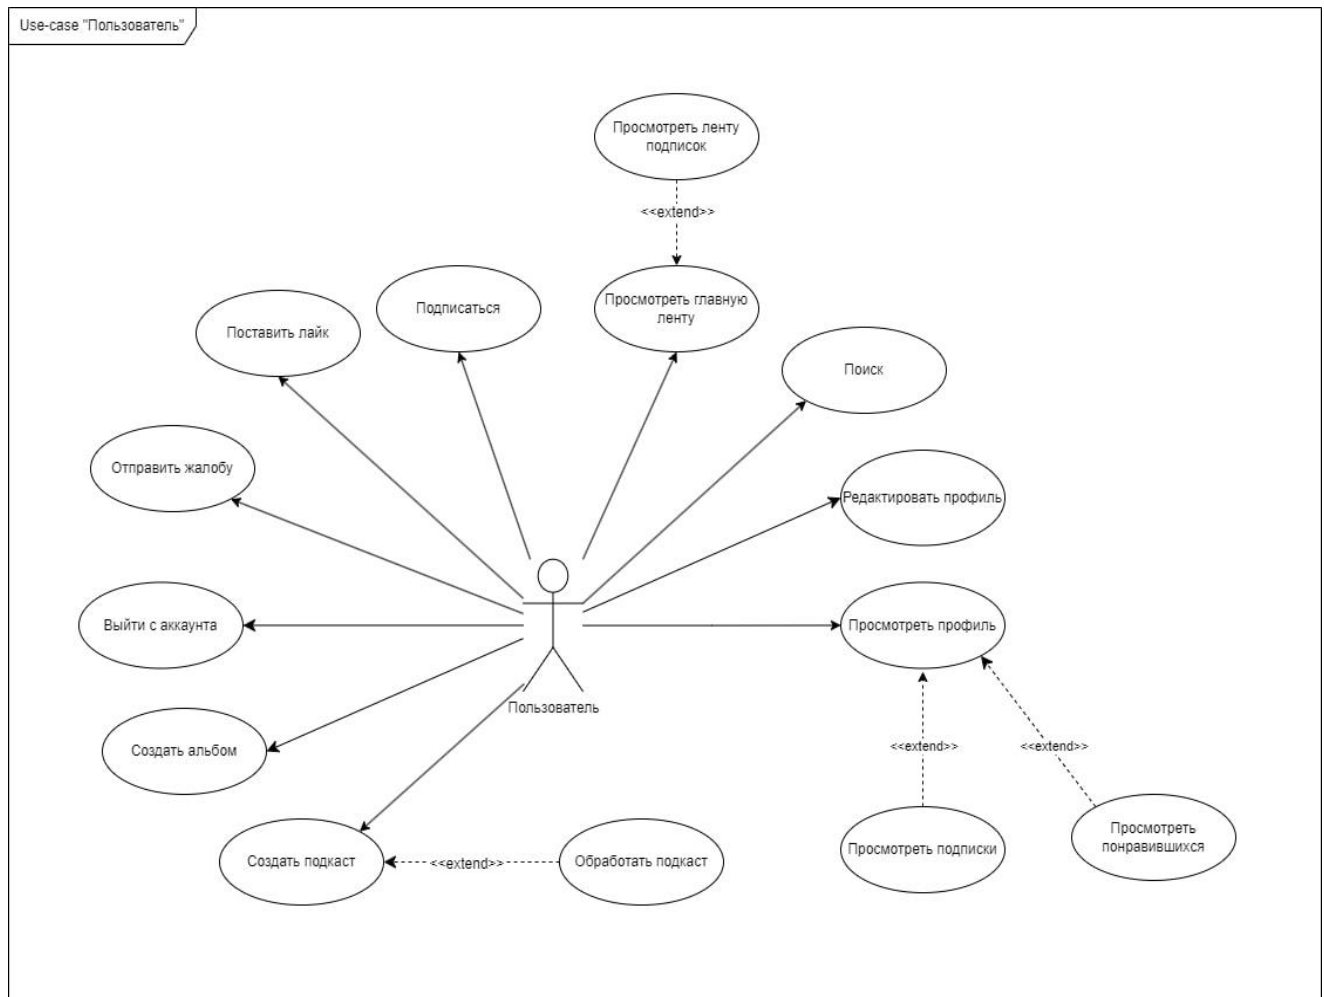 Use-case "Пользователь"
Просмотреть ленту
подписок
<<extend>>
Просмотреть главную
ленту
Подписаться
Поставить лайк
Поиск
Отправить жалобу
Редактировать профиль
Выйти с аккаунта
Просмотреть профиль
Пользователь
Создать альбом
<<extend>>
<<extend>>
Создать подкаст
<<extend>>
Обработать подкаст
Просмотреть подписки
Просмотреть
понравившихся